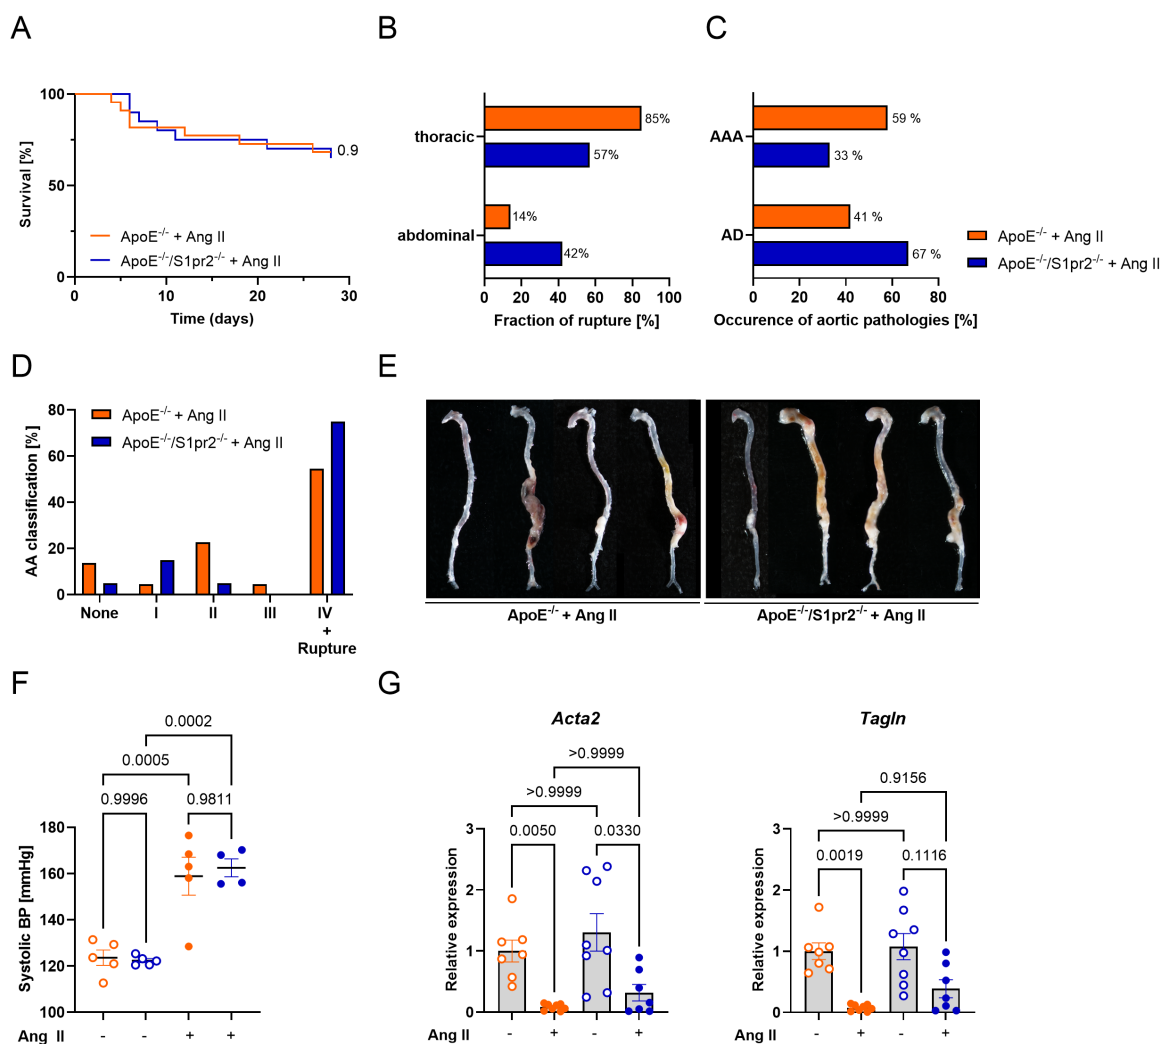 A
B
C
100
50
0
Survival [%]
0.9
ApoE-/- + Ang II
ApoE-/-/S1pr2-/- + Ang II
0 10 20 30
Time (days)
thoracic
85%
57%
abdominal
14%
42%
0 20 40 60 80 100
Fraction of rupture [%]
AAA
59 %
33 %
AD
41 %
67 %
0 20 40 60 80
Occurence of aortic pathologies [%]
ApoE-/- + Ang II
ApoE-/-/S1pr2-/- + Ang II
D
E
80
60
40
20
0
AA classification [%]
ApoE-/- + Ang II
ApoE-/-/S1pr2-/- + Ang II
None I II III IV
+
Rupture
ApoE-/- + Ang II
ApoE-/-/S1pr2-/- + Ang II
F
G
0.0002
0.0005
0.9996 0.9811
180
160
140
120
100
Systolic BP [mmHg]
Ang II - - + +
Acta2
>0.9999
>0.9999
0.0050 0.0330
3
2
1
0
Relative expression
Ang II - + - +
Tagln
0.9156
>0.9999
0.0019 0.1116
3
2
1
0
Relative expression
Ang II - + - +